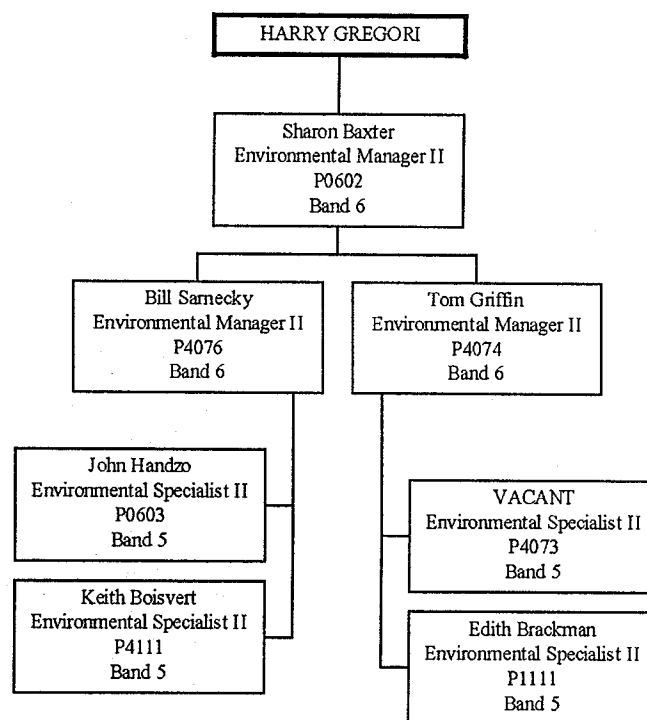 HARRY GREGORI
Sharon Baxter
Environmental Manager II
P0602
Band 6
Bill Sarnecky
Environmental Manager II
P4076
Band 6
Tom Griffin
Environmental Manager II
P4074
Band 6
John Handzo
Environmental Specialist II
P0603
Band 5
Keith Boisvert
Environmental Specialist II
P4111
Band 5
VACANT
Environmental Specialist II
P4073
Band 5
Edith Brackman
Environmental Specialist II
P1111
Band 5